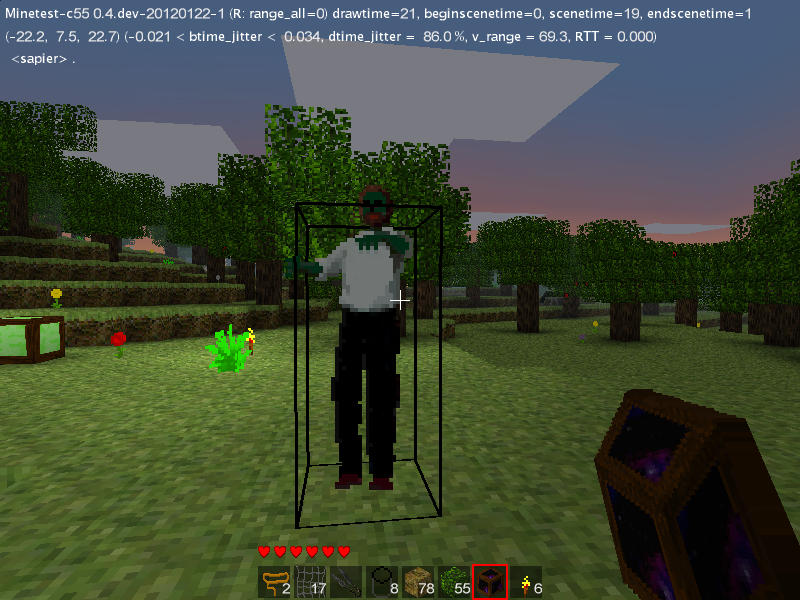 Minetest-c55 0.4.dev-20120122-1 (R: range_all=0) drawtime=21, beginscenetime=0, scenetime=19, endscenetime=1
(-22.2, 7.5, 22.7) (-0.021 < btime_jitter < 0.034, dtime_jitter = 86.0 %, v_range = 69.3, RTT = 0.000)
<sapier> .
2 17 8 78 55 6